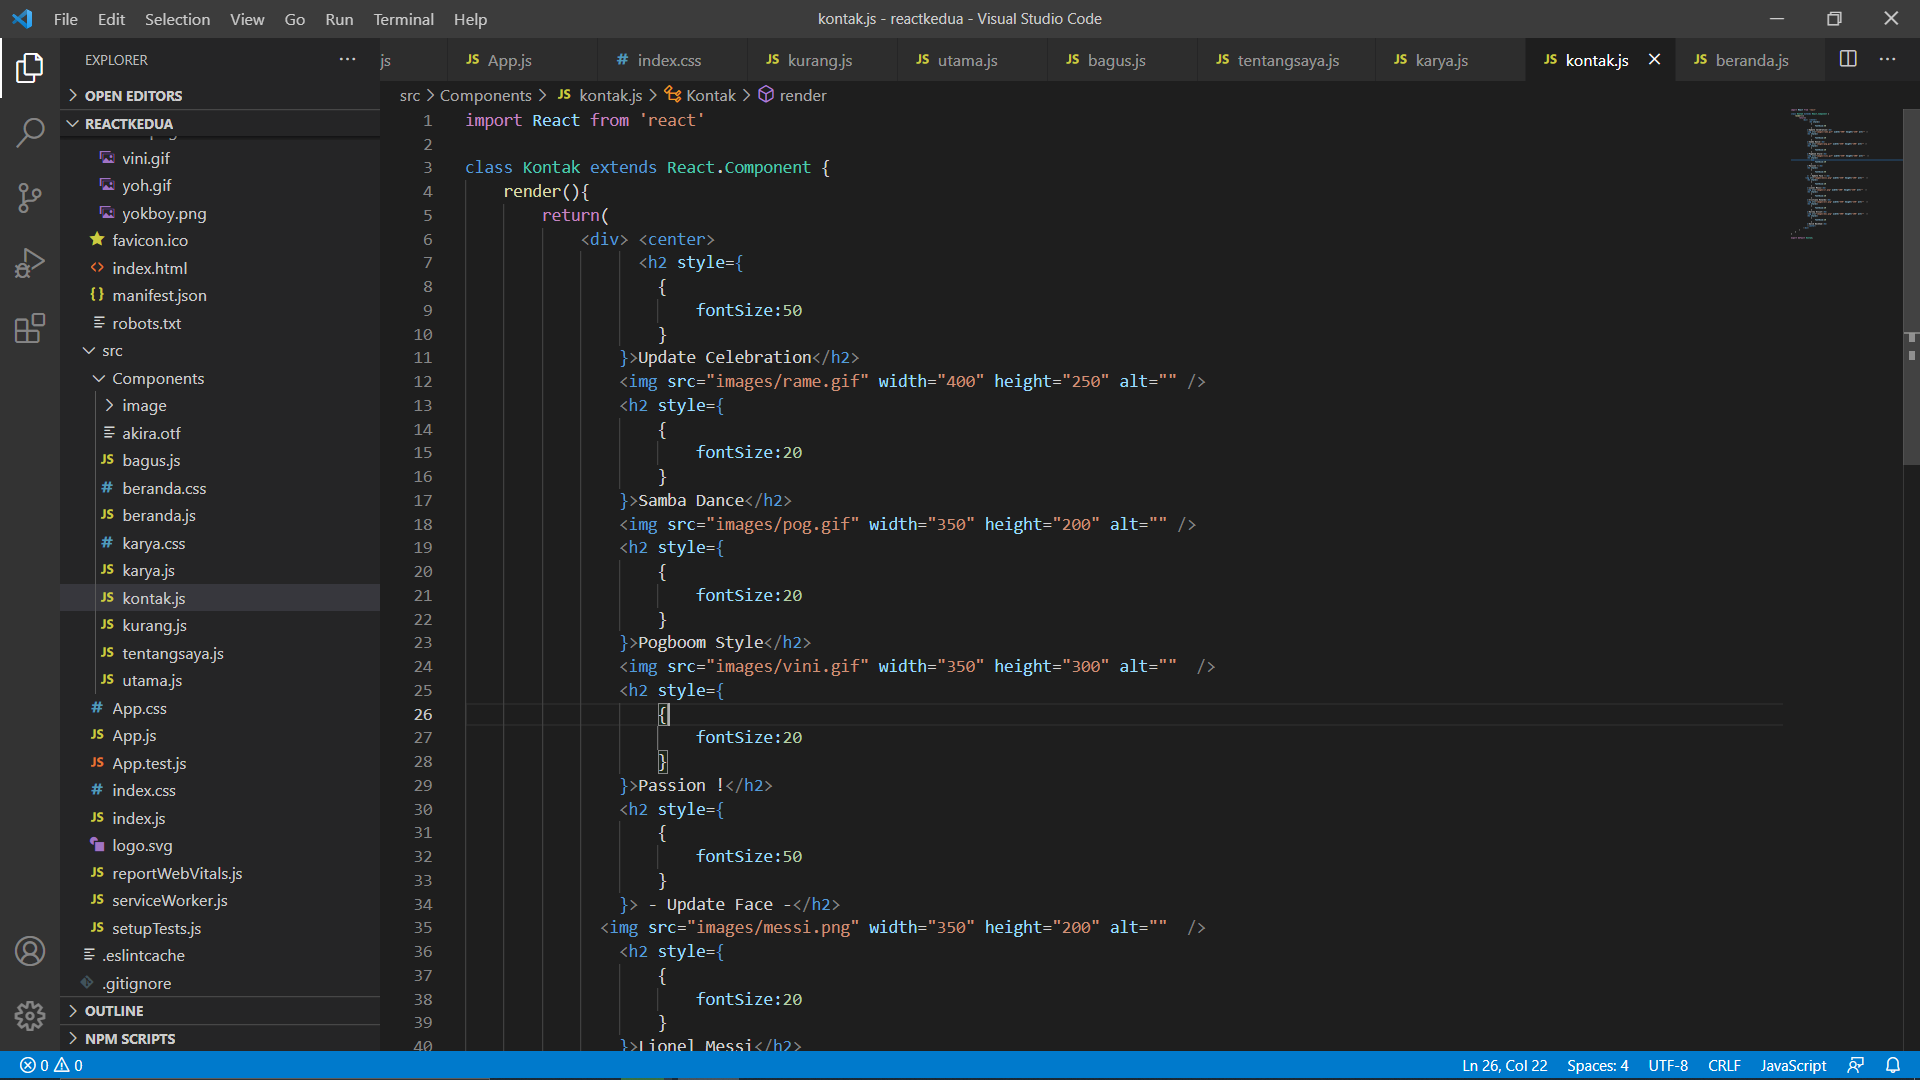 File Edit Selection View Go Run Terminal Help
kontak.js - reactkedua - Visual Studio Code
EXPLORER
OPEN EDITORS
REACTKEDUA
vini.gif
yoh.gif
yokboy.png
favicon.ico
index.html
manifest.json
robots.txt
src
Components
image
akira.otf
bagus.js
beranda.css
beranda.js
karya.css
karya.js
kontak.js
kurang.js
tentangsaya.js
utama.js
App.css
App.js
App.test.js
index.css
index.js
logo.svg
reportWebVitals.js
serviceWorker.js
setupTests.js
.eslintcache
.gitignore
OUTLINE
NPM SCRIPTS
js JS App.js # index.css JS kurang.js JS utama.js JS bagus.js JS tentangsaya.js JS karya.js JS kontak.js JS beranda.js
src > Components > JS kontak.js > Kontak > render
1 import React from 'react'
2
3 class Kontak extends React.Component {
4 render(){
5 return(
6 <div> <center>
7 <h2 style={
8 {
9 fontSize:50
10 }
11 }>Update Celebration</h2>
12 <img src="images/rame.gif" width="400" height="250" alt="" />
13 <h2 style={
14 {
15 fontSize:20
16 }
17 }>Samba Dance</h2>
18 <img src="images/pog.gif" width="350" height="200" alt="" />
19 <h2 style={
20 {
21 fontSize:20
22 }
23 }>Pogboom Style</h2>
24 <img src="images/vini.gif" width="350" height="300" alt=""  />
25 <h2 style={
26 {
27 fontSize:20
28 }
29 }>Passion !</h2>
30 <h2 style={
31 {
32 fontSize:50
33 }
34 }> - Update Face -</h2>
35 <img src="images/messi.png" width="350" height="200" alt=""  />
36 <h2 style={
37 {
38 fontSize:20
39 }
40 }>Lionel Messi</h2>
0 0
Ln 26, Col 22 Spaces: 4 UTF-8 CRLF JavaScript